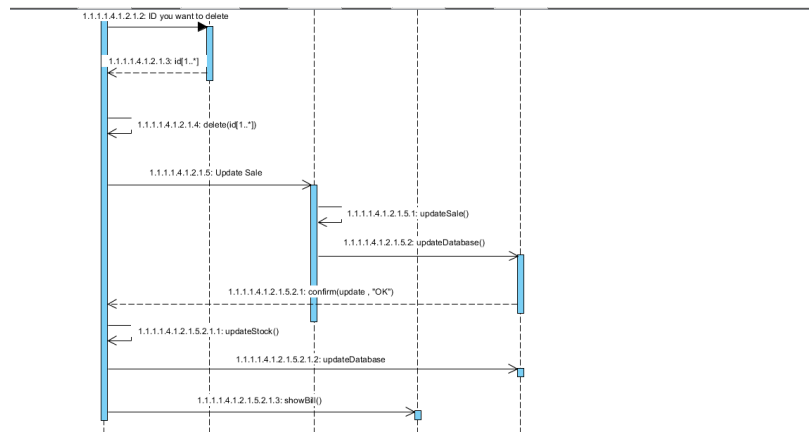 1.1.1.1.4.1.2.1.2: ID you want to delete
1.1.1.1.4.1.2.1.3: id[1..*]
1.1.1.1.4.1.2.1.4: delete(id[1..*])
1.1.1.1.4.1.2.1.5: Update Sale
1.1.1.1.4.1.2.1.5.1: updateSale()
1.1.1.1.4.1.2.1.5.2: updateDatabase()
1.1.1.1.4.1.2.1.5.2.1: confirm(update , "OK")
1.1.1.1.4.1.2.1.5.2.1.1: updateStock()
1.1.1.1.4.1.2.1.5.2.1.2: updateDatabase
1.1.1.1.4.1.2.1.5.2.1.3: showBill()